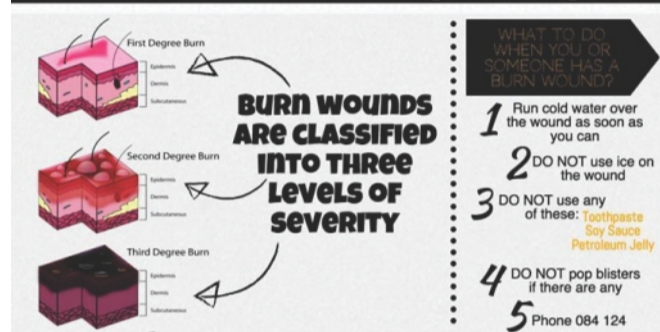 First Degree Burn
Epidermis
Dermis
Subcutaneous
Second Degree Burn
Epidermis
Dermis
Subcutaneous
Third Degree Burn
Epidermis
Dermis
Subcutaneous
BURN WOUNDS
ARE CLASSIFIED
INTO THREE
LEVELS OF
SEVERITY
WHAT TO DO
WHEN YOU OR
SOMEONE HAS A
BURN WOUND?
1 Run cold water over
the wound as soon as
you can
2 DO NOT use ice on
the wound
3 DO NOT use any
of these: Toothpaste
Soy Sauce
Petroleum Jelly
4 DO NOT pop blisters
if there are any
5 Phone 084 124